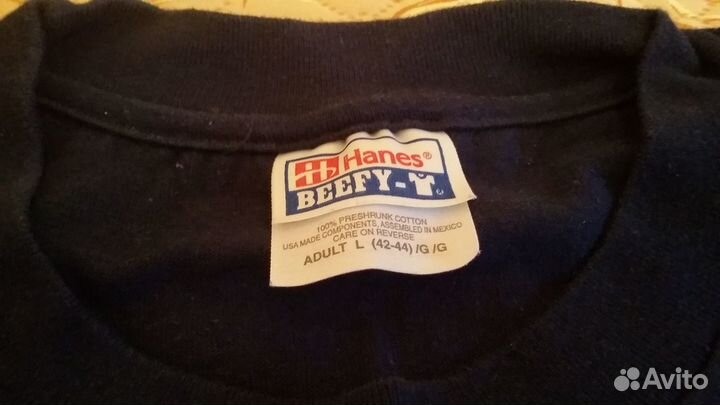 Hanes®
BEEFY-T
100% PRESHRUNK COTTON
USA MADE COMPONENTS, ASSEMBLED IN MEXICO
CARE ON REVERSE
ADULT L (42-44) /G /G
Avito